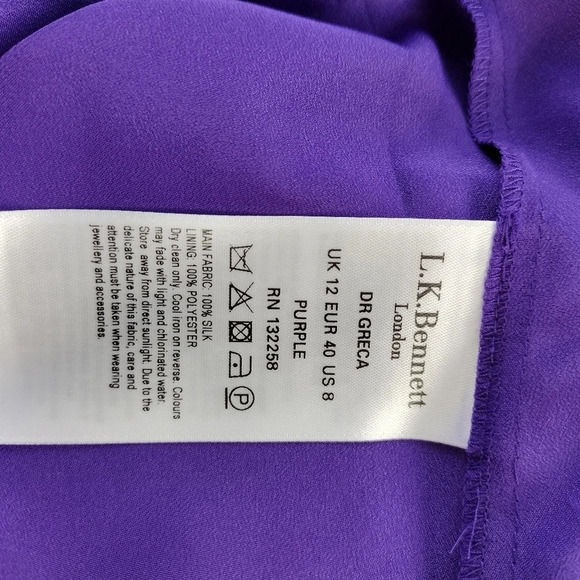 L.K.Bennett
London
DR GRECA
UK 12 EUR 40 US 8
PURPLE
RN 132258
P
MAIN FABRIC: 100% SILK
LINING: 100% POLYESTER
Dry clean only. Cool iron on reverse. Colours
may fade with light and chlorinated water.
Store away from direct sunlight. Due to the
delicate nature of this fabric, care and
attention must be taken when wearing
jewellery and accessories.